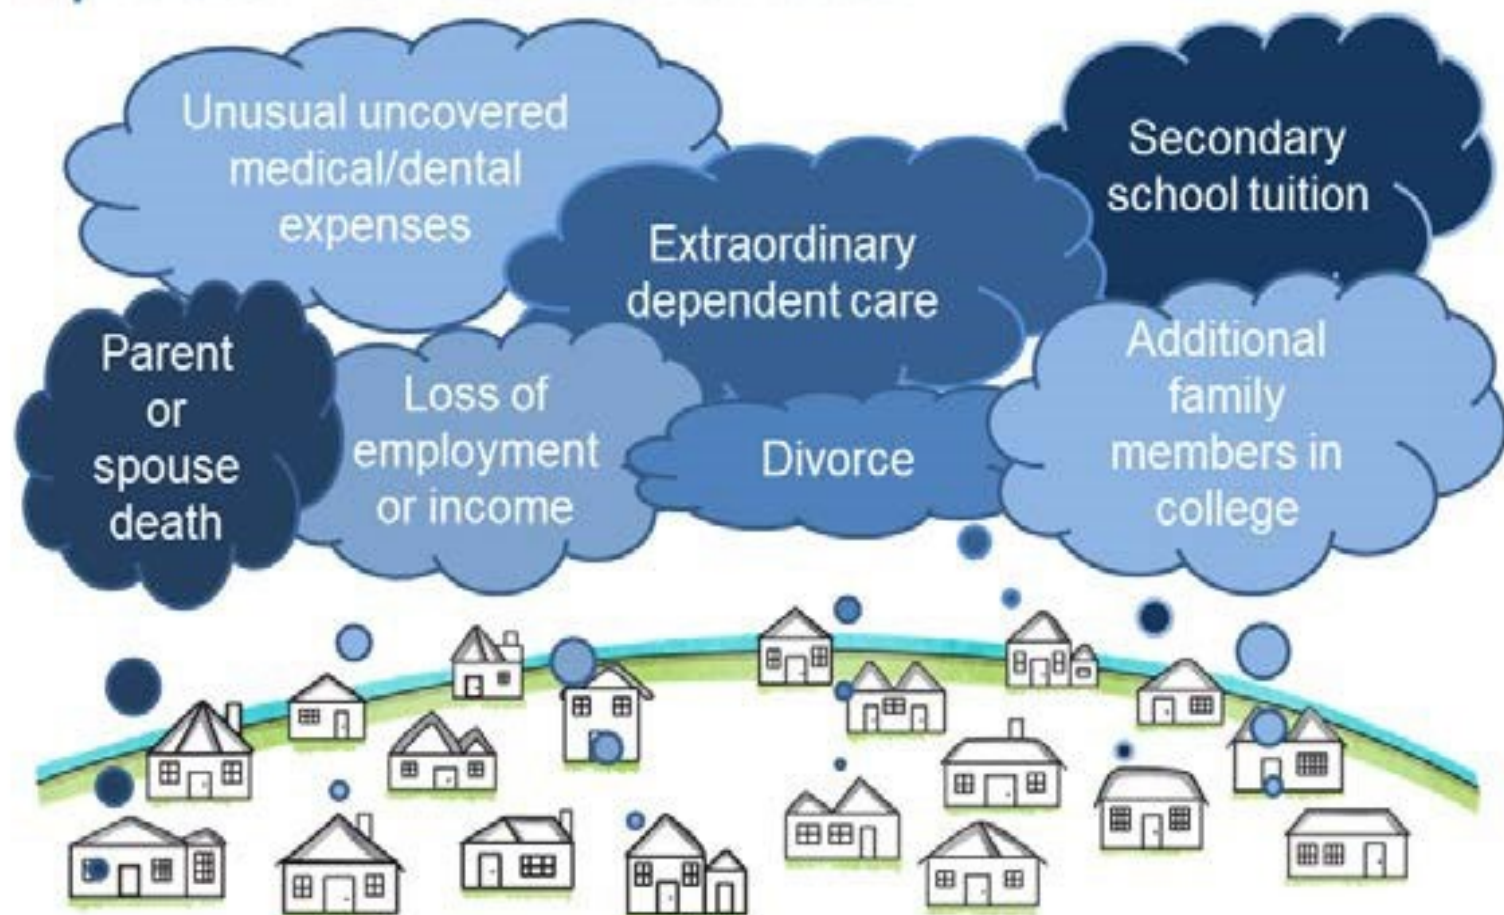 Unusual uncovered
medical/dental
expenses
Secondary
school tuition
Extraordinary
dependent care
Parent
or
spouse
death
Loss of
employment
or income
Divorce
Additional
family
members in
college